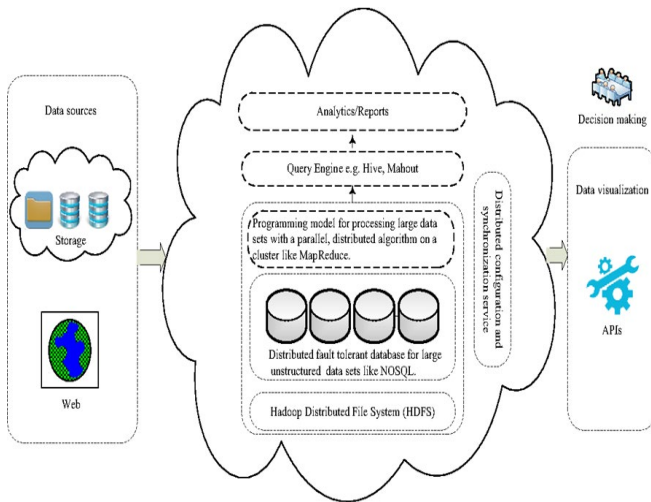 Data sources
Storage
Web
Analytics/Reports
Query Engine e.g. Hive, Mahout
Programming model for processing large data
sets with a parallel, distributed algorithm on a
cluster like MapReduce.
Distributed fault tolerant database for large
unstructured data sets like NOSQL.
Hadoop Distributed File System (HDFS)
Distributed configuration and
synchronization service
Decision making
Data visualization
APIs